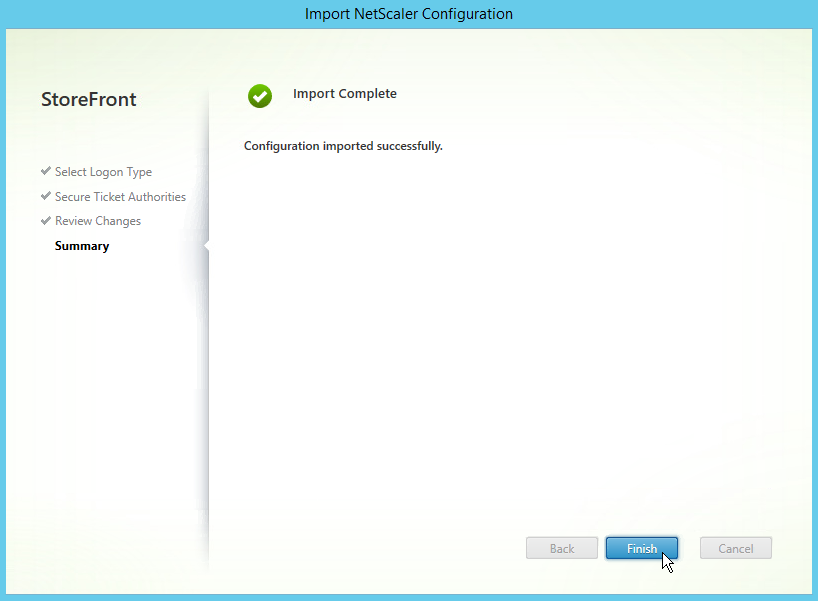 Import NetScaler Configuration
StoreFront
Select Logon Type
Secure Ticket Authorities
Review Changes
Summary
Import Complete
Configuration imported successfully.
Back
Finish
Cancel